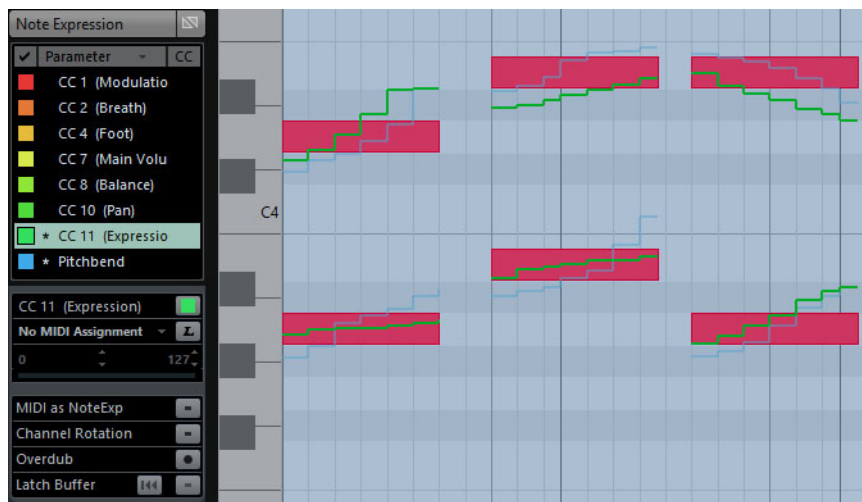 Note Expression
Parameter CC
CC 1 (Modulatio
CC 2 (Breath)
CC 4 (Foot)
CC 7 (Main Volu
CC 8 (Balance)
CC 10 (Pan)
* CC 11 (Expressio
* Pitchbend
CC 11 (Expression)
No MIDI Assignment L
0 127
MIDI as NoteExp
Channel Rotation
Overdub
Latch Buffer
C4